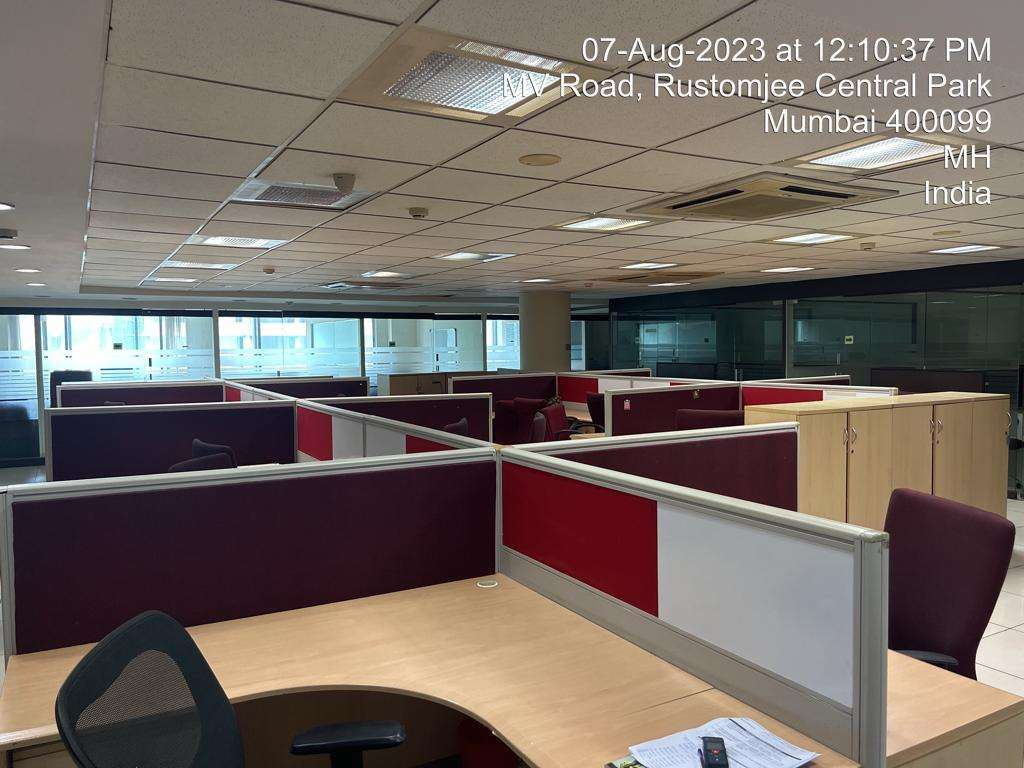 07-Aug-2023 at 12:10:37 PM
MV Road, Rustomjee Central Park
Mumbai 400099
MH
India